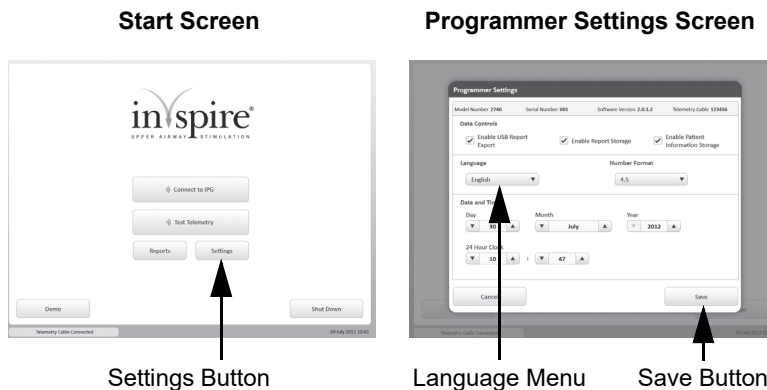 Start Screen
Programmer Settings Screen
inspire®
UPPER AIRWAY STIMULATION
Connect to IPG
Test Telemetry
Reports Settings
Demo Shut Down
Telemetry Cable Connected 30 July 2012 10:42
Programmer Settings
Model Number 2740 Serial Number 001 Software Version 2.0.1.2 Telemetry Cable 123456
Data Controls
Enable USB Report Export
Enable Report Storage
Enable Patient Information Storage
Language Number Format
English 4.5
Date and Time
Day Month Year
30 July 2012
24 Hour Clock
10 : 47
Cancel Save
Telemetry Cable Connected
Settings Button
Language Menu
Save Button